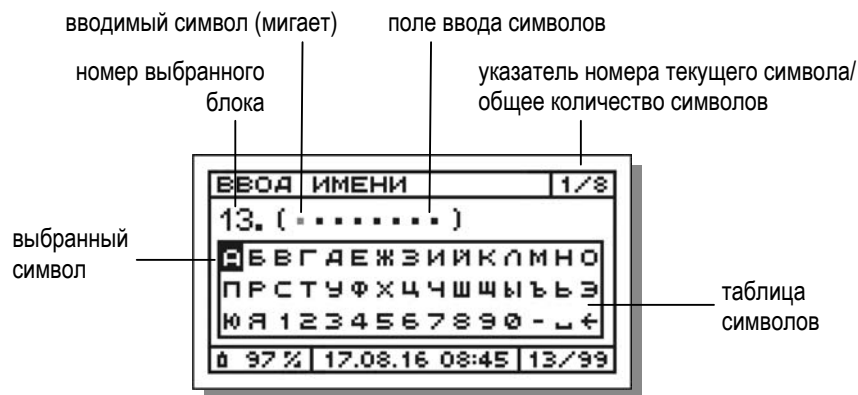 вводимый символ (мигает)
поле ввода символов
номер выбранного
блока
указатель номера текущего символа/
общее количество символов
ВВОД ИМЕНИ 1/8
13. (▪▪▪▪▪▪▪▪)
выбранный
символ
АБВГДЕЖЗИИКЛМНО
ПРСТУФХЦЧШЩЫЪЬЭ
ЮЯ1234567890-␣←
таблица
символов
97% 17.08.16 08:45 13/99